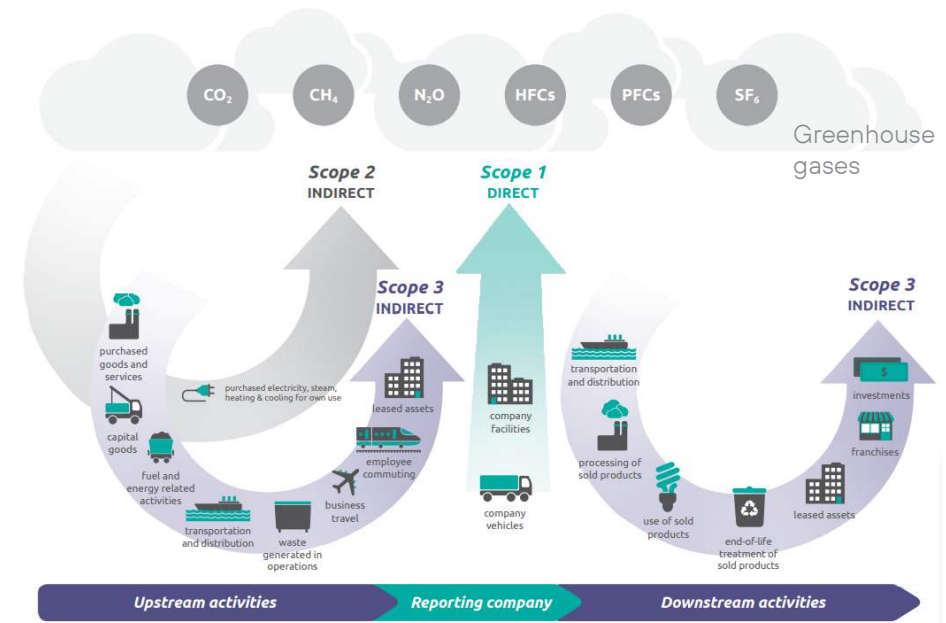 CO₂
CH₄
N₂O
HFCs
PFCs
SF₆
Greenhouse
gases
Scope 2
INDIRECT
Scope 1
DIRECT
Scope 3
INDIRECT
Scope 3
INDIRECT
purchased
goods and
services
capital
goods
fuel and
energy related
activities
transportation
and distribution
waste
generated in
operations
business
travel
employee
commuting
leased assets
purchased electricity, steam,
heating & cooling for own use
company
facilities
company
vehicles
transportation
and distribution
processing of
sold products
use of sold
products
end-of-life
treatment of
sold products
leased assets
franchises
$
investments
Upstream activities
Reporting company
Downstream activities